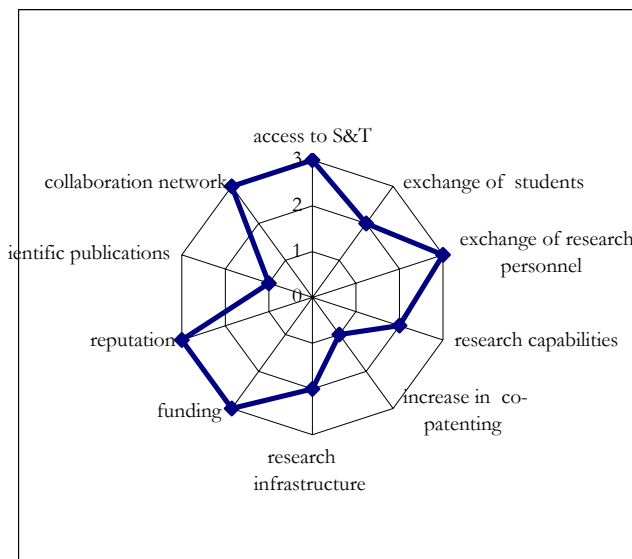 access to S&T
3
collaboration network
exchange of  students
2
ientific publications
exchange of research
personnel
1
0
reputation
research capabilities
funding
increase in  co-
patenting
research
infrastructure